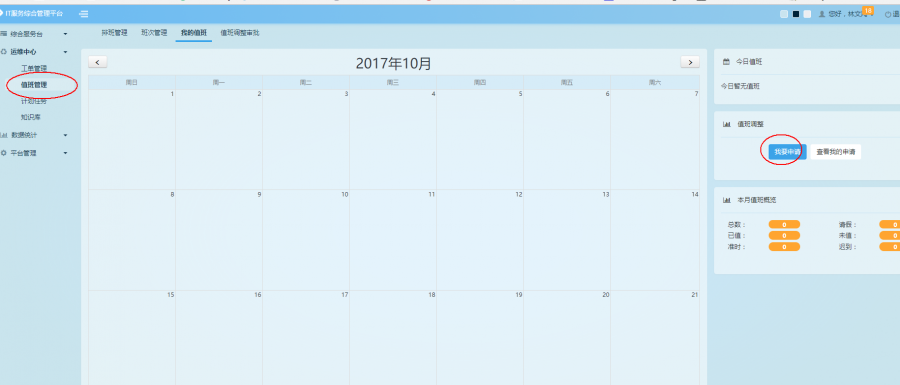 IT服务综合管理平台
18
您好，林文
综合服务台
运维中心
工单管理
值班管理
计划任务
知识库
数据统计
平台管理
排班管理 班次管理 我的值班 值班调整审批
< 2017年10月 >
周日 周一 周二 周三 周四 周五 周六
1 2 3 4 5 6 7
8 9 10 11 12 13 14
15 16 17 18 19 20 21
今日值班
今日暂无值班
值班调整
我要申请 查看我的申请
本月值班概览
总数： 0 请假： 0
已值： 0 未值： 0
准时： 0 迟到： 0